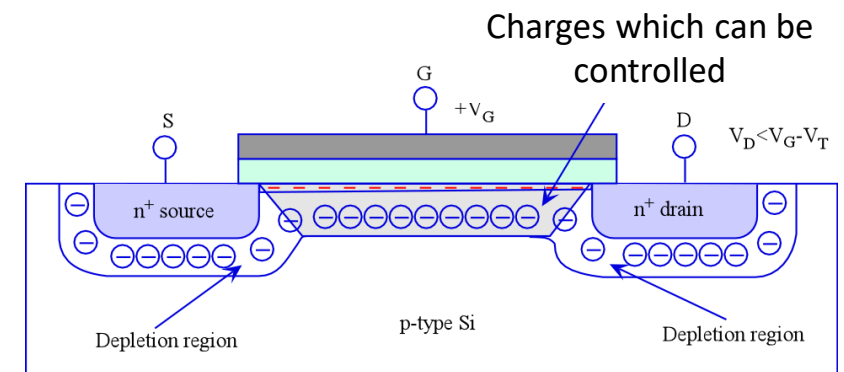 Charges which can be
controlled
G
+V_G
S
D
V_D<V_G-V_T
n⁺ source
n⁺ drain
Depletion region
p-type Si
Depletion region